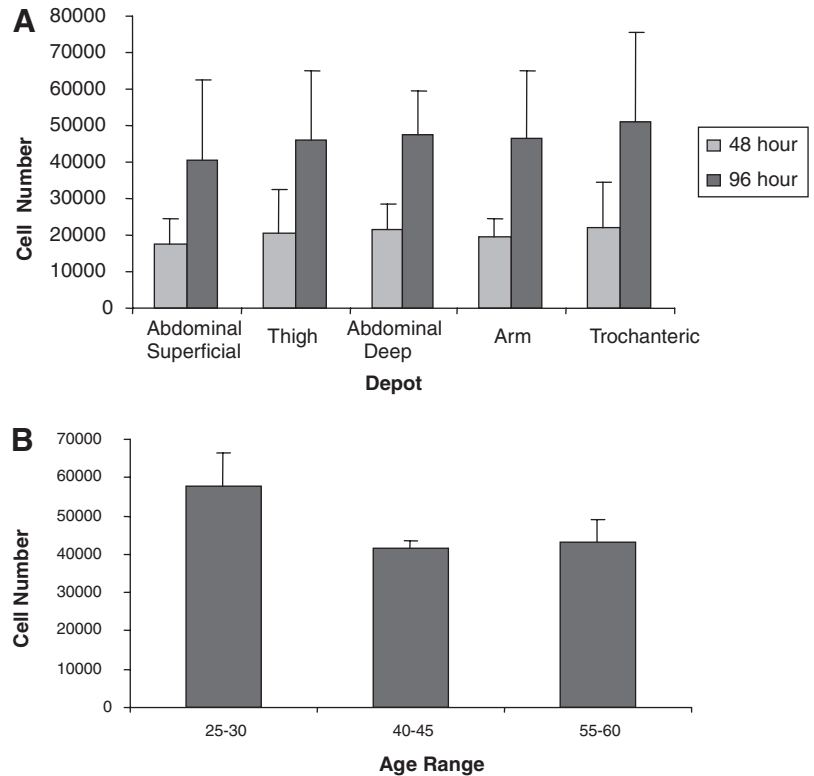 A
80000
70000
60000
50000
40000
30000
20000
10000
0
Cell Number
Abdominal Superficial
Thigh
Abdominal Deep
Arm
Trochanteric
Depot
48 hour
96 hour
B
70000
60000
50000
40000
30000
20000
10000
0
Cell Number
25-30
40-45
55-60
Age Range